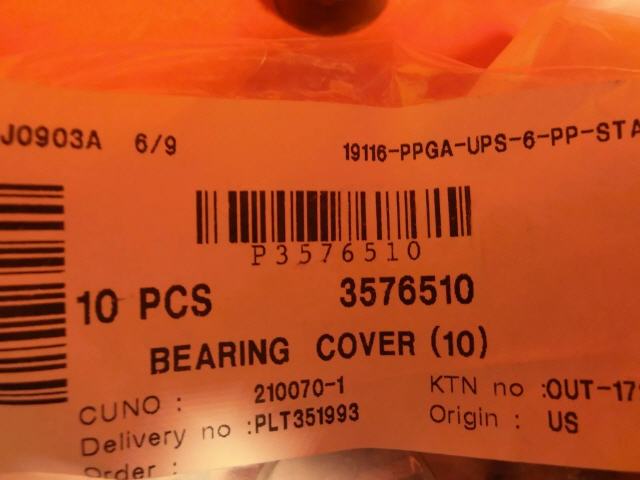 J0903A 6/9 19116-PPGA-UPS-6-PP-STA
P3576510
10 PCS 3576510
BEARING COVER (10)
CUNO : 210070-1 KTN no :OUT-171
Delivery no :PLT351993 Origin : US
Order :